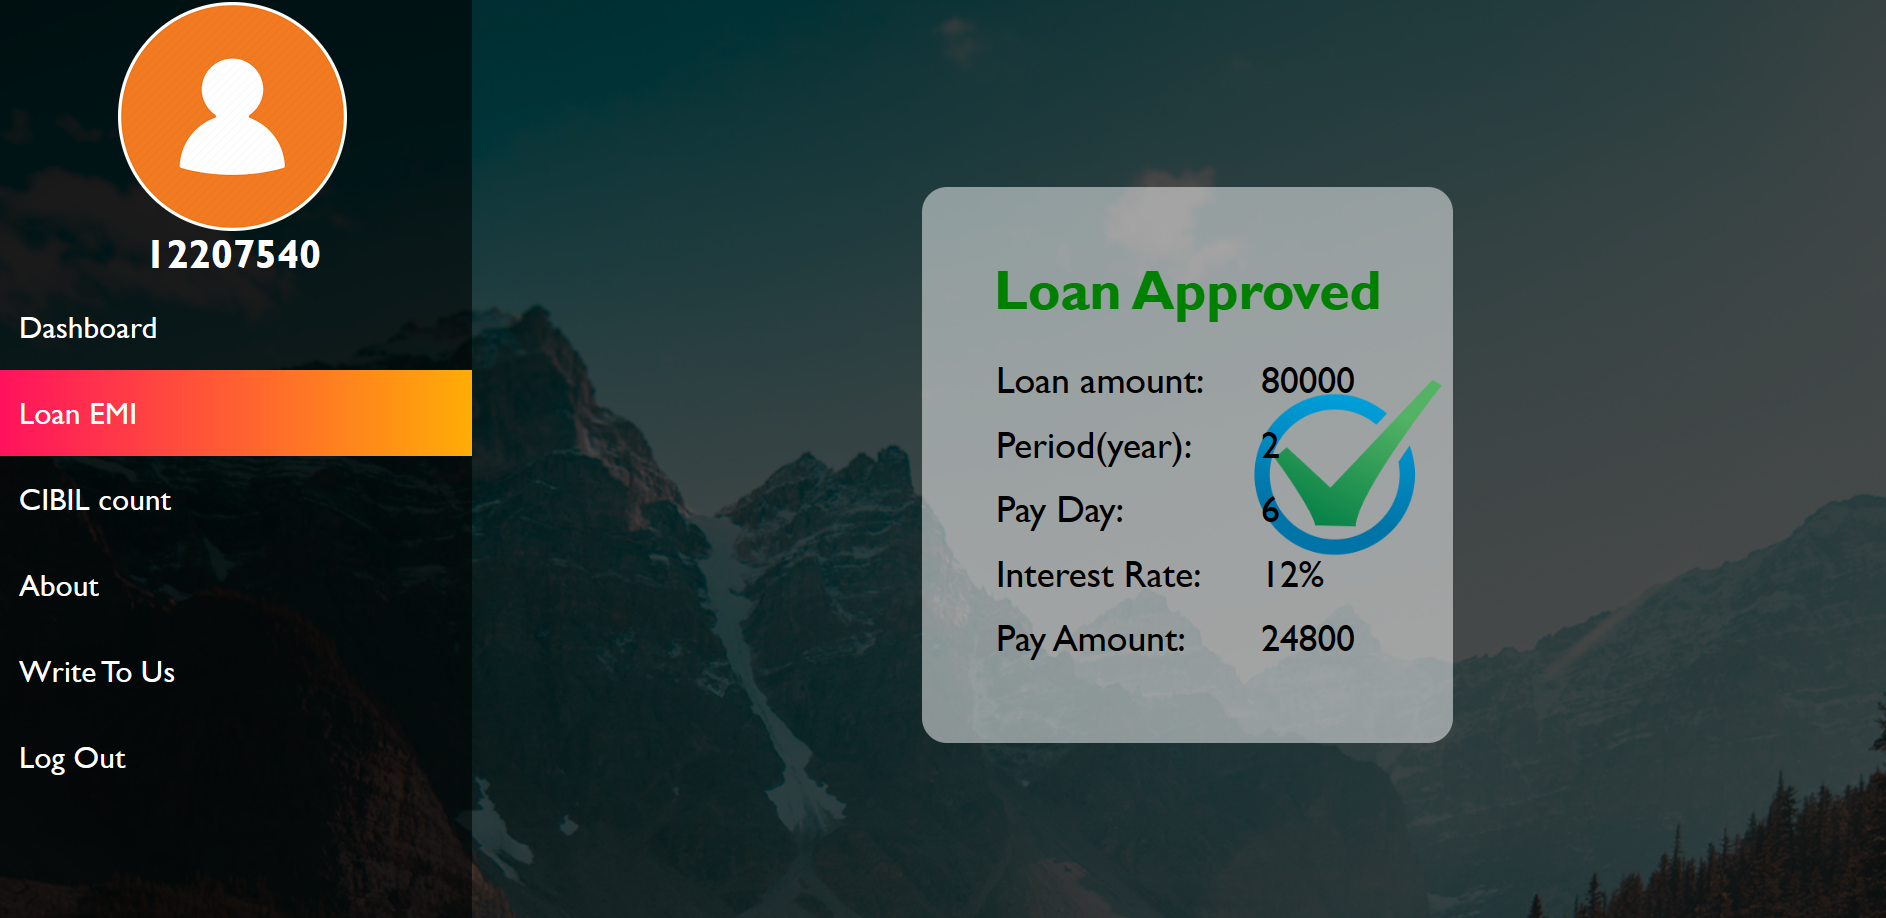 12207540
Dashboard
Loan EMI
CIBIL count
About
Write To Us
Log Out
Loan Approved
Loan amount: 80000
Period(year): 2
Pay Day: 6
Interest Rate: 12%
Pay Amount: 24800